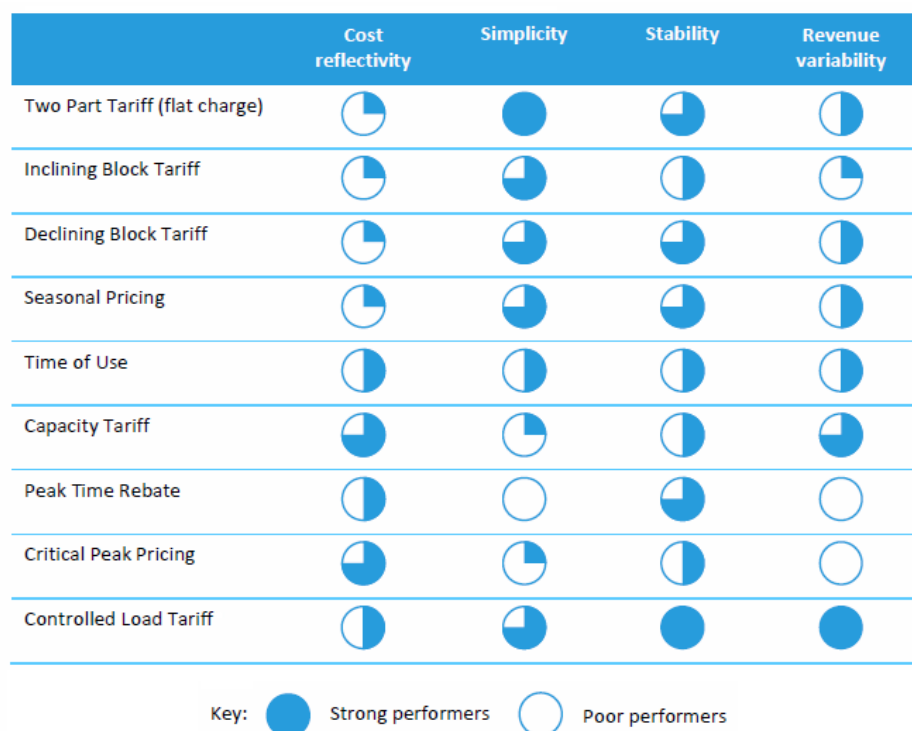 Cost reflectivity Simplicity Stability Revenue variability
Two Part Tariff (flat charge)
Inclining Block Tariff
Declining Block Tariff
Seasonal Pricing
Time of Use
Capacity Tariff
Peak Time Rebate
Critical Peak Pricing
Controlled Load Tariff
Key: Strong performers Poor performers